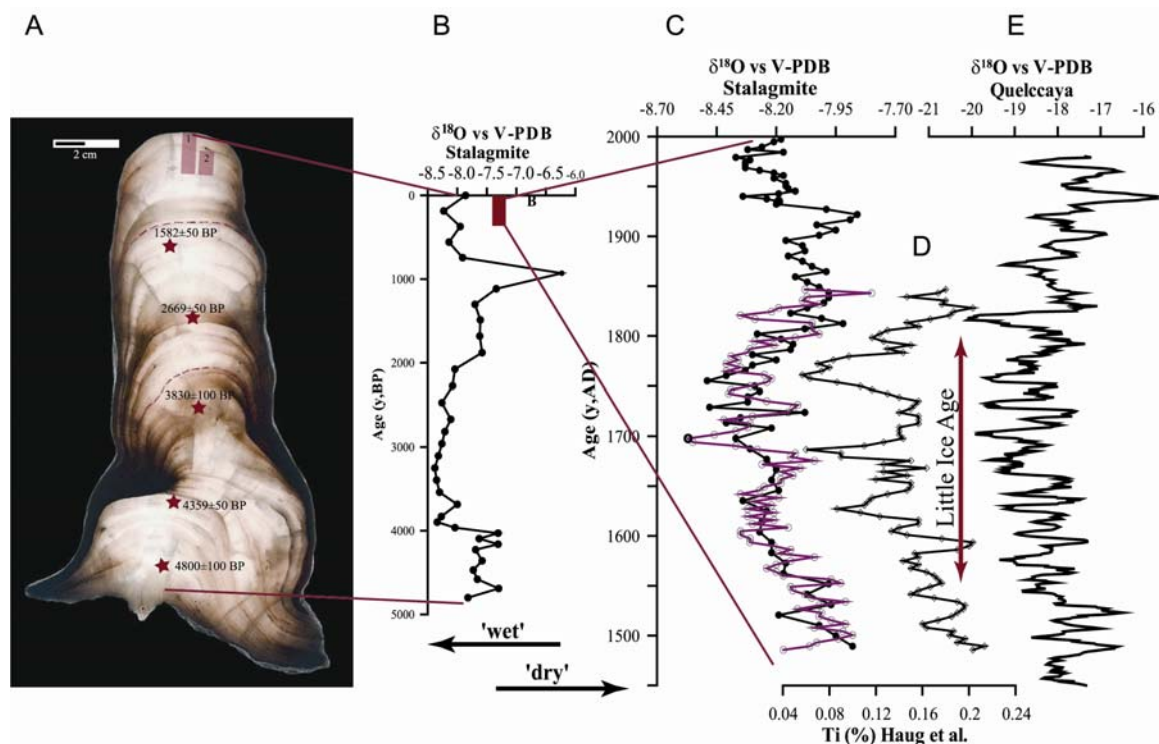 A
B
C
E
δ¹⁸O vs V-PDB
Stalagmite
-8.70 -8.45 -8.20 -7.95 -7.70
δ¹⁸O vs V-PDB
Quelccaya
-21 -20 -19 -18 -17 -16
2 cm
1
2
1582±50 BP
2669±50 BP
3830±100 BP
4359±50 BP
4800±100 BP
δ¹⁸O vs V-PDB
Stalagmite
-8.5 -8.0 -7.5 -7.0 -6.5 -6.0
B
0
1000
2000
3000
4000
5000
Age (y,BP)
'wet'
'dry'
2000
1900
1800
1700
1600
1500
Age (y,AD)
D
Little Ice Age
0.04 0.08 0.12 0.16 0.2 0.24
Ti (%) Haug et al.